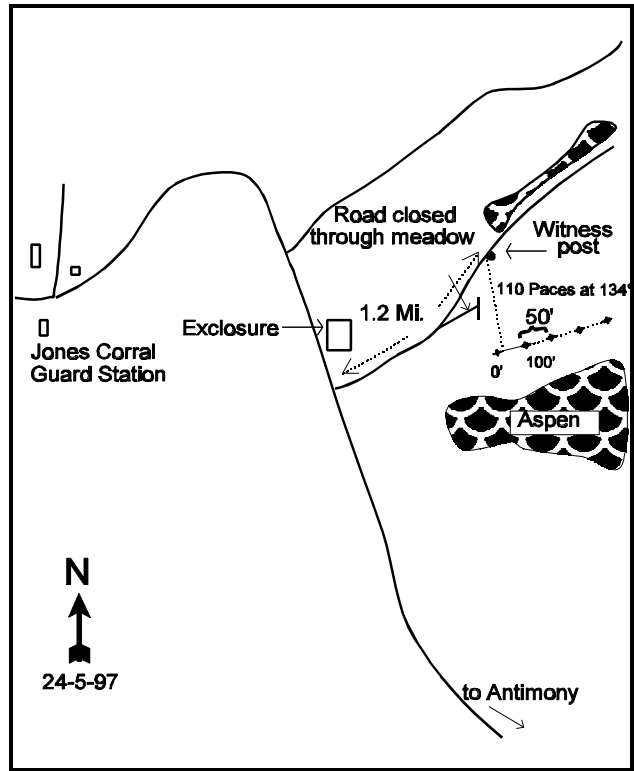 Road closed
through meadow
Witness
post
110 Paces at 134°
1.2 Mi.
50'
Exclosure
Jones Corral
Guard Station
0'
100'
Aspen
N
24-5-97
to Antimony